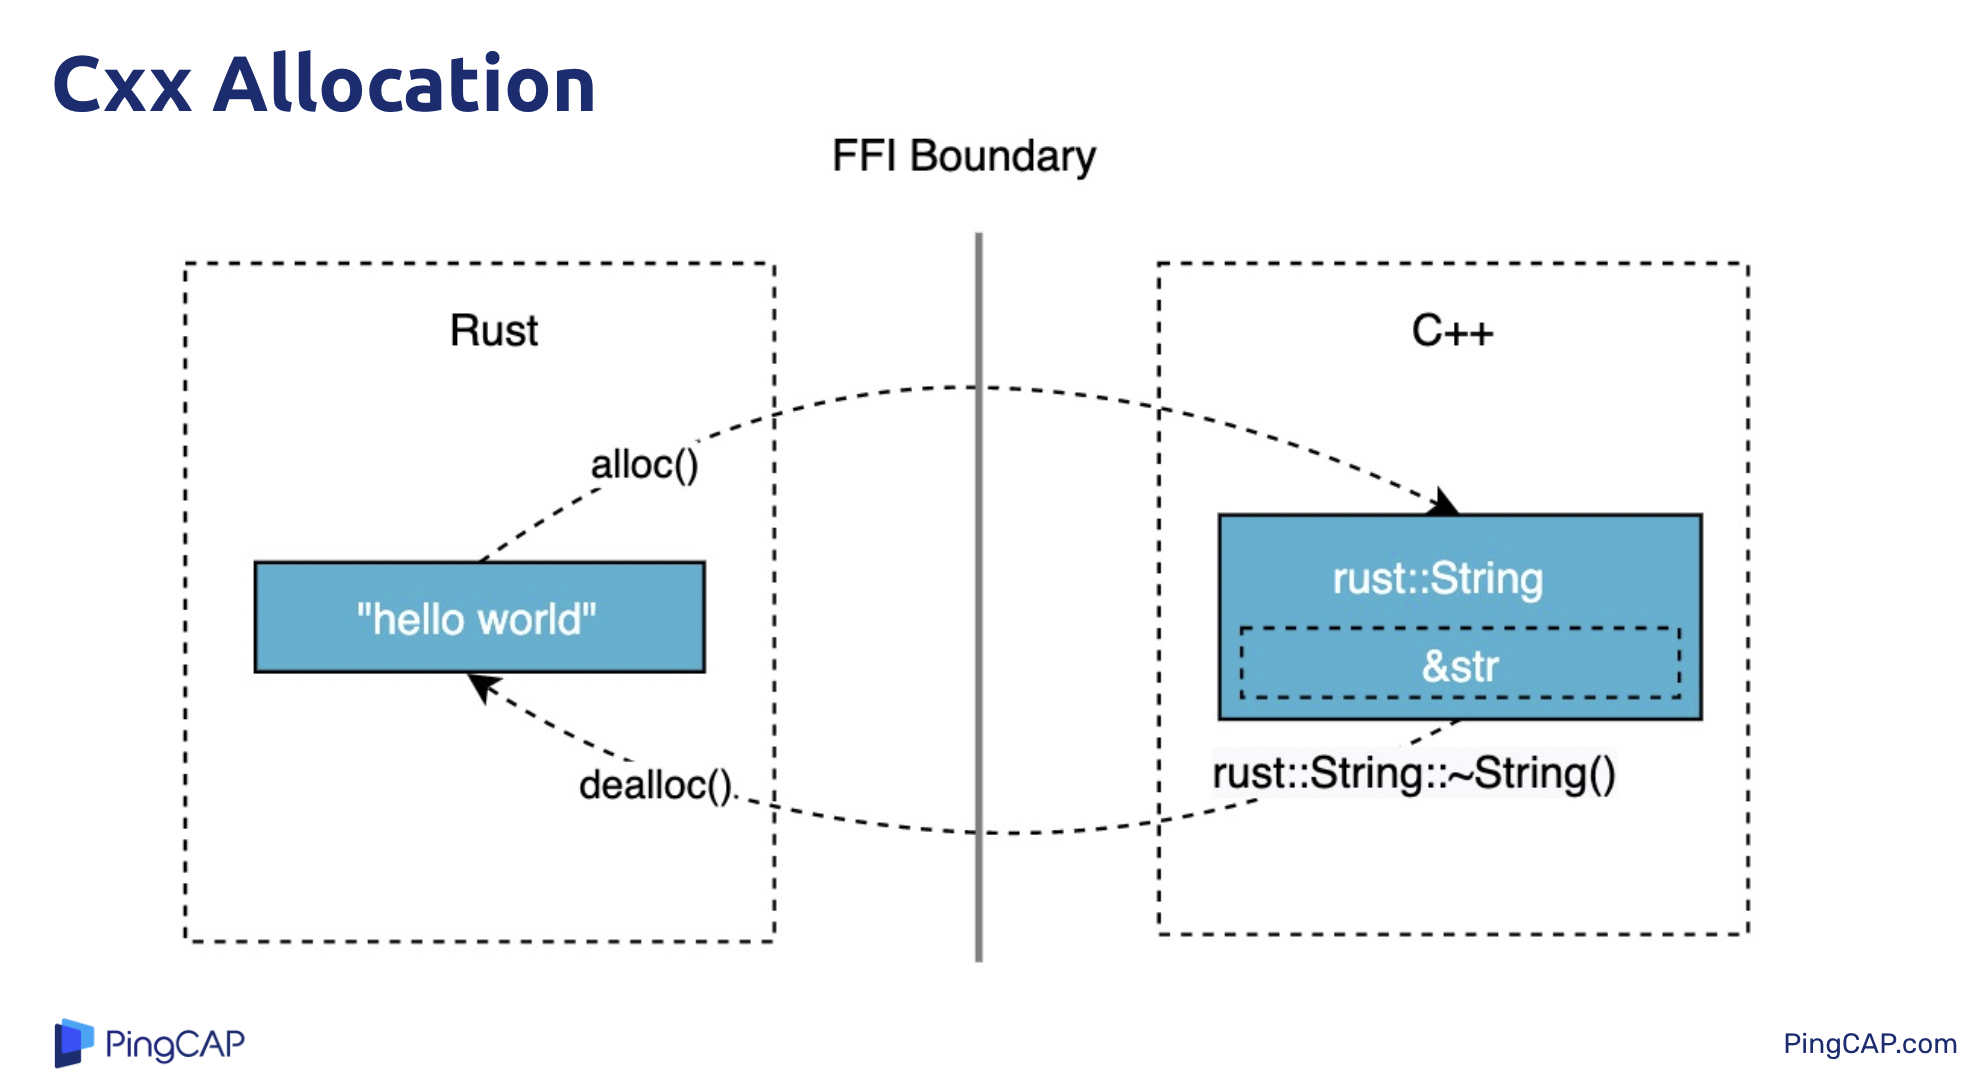 Cxx Allocation
FFI Boundary
Rust
C++
alloc()
"hello world"
rust::String
&str
dealloc()
rust::String::~String()
PingCAP
PingCAP.com